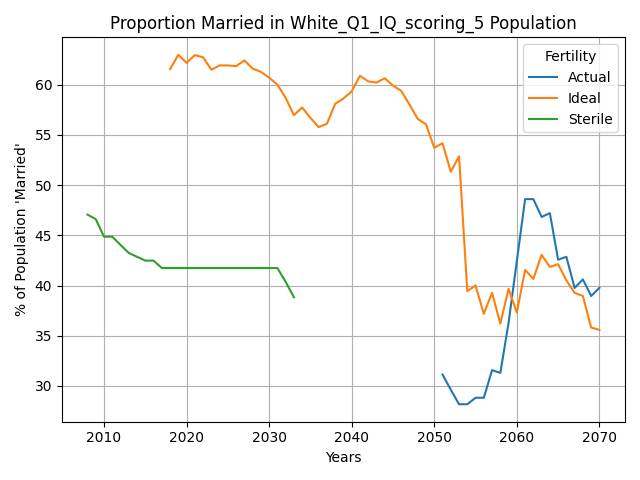 Proportion Married in White_Q1_IQ_scoring_5 Population
% of Population 'Married'
60
55
50
45
40
35
30
Fertility
Actual
Ideal
Sterile
2010 2020 2030 2040 2050 2060 2070
Years